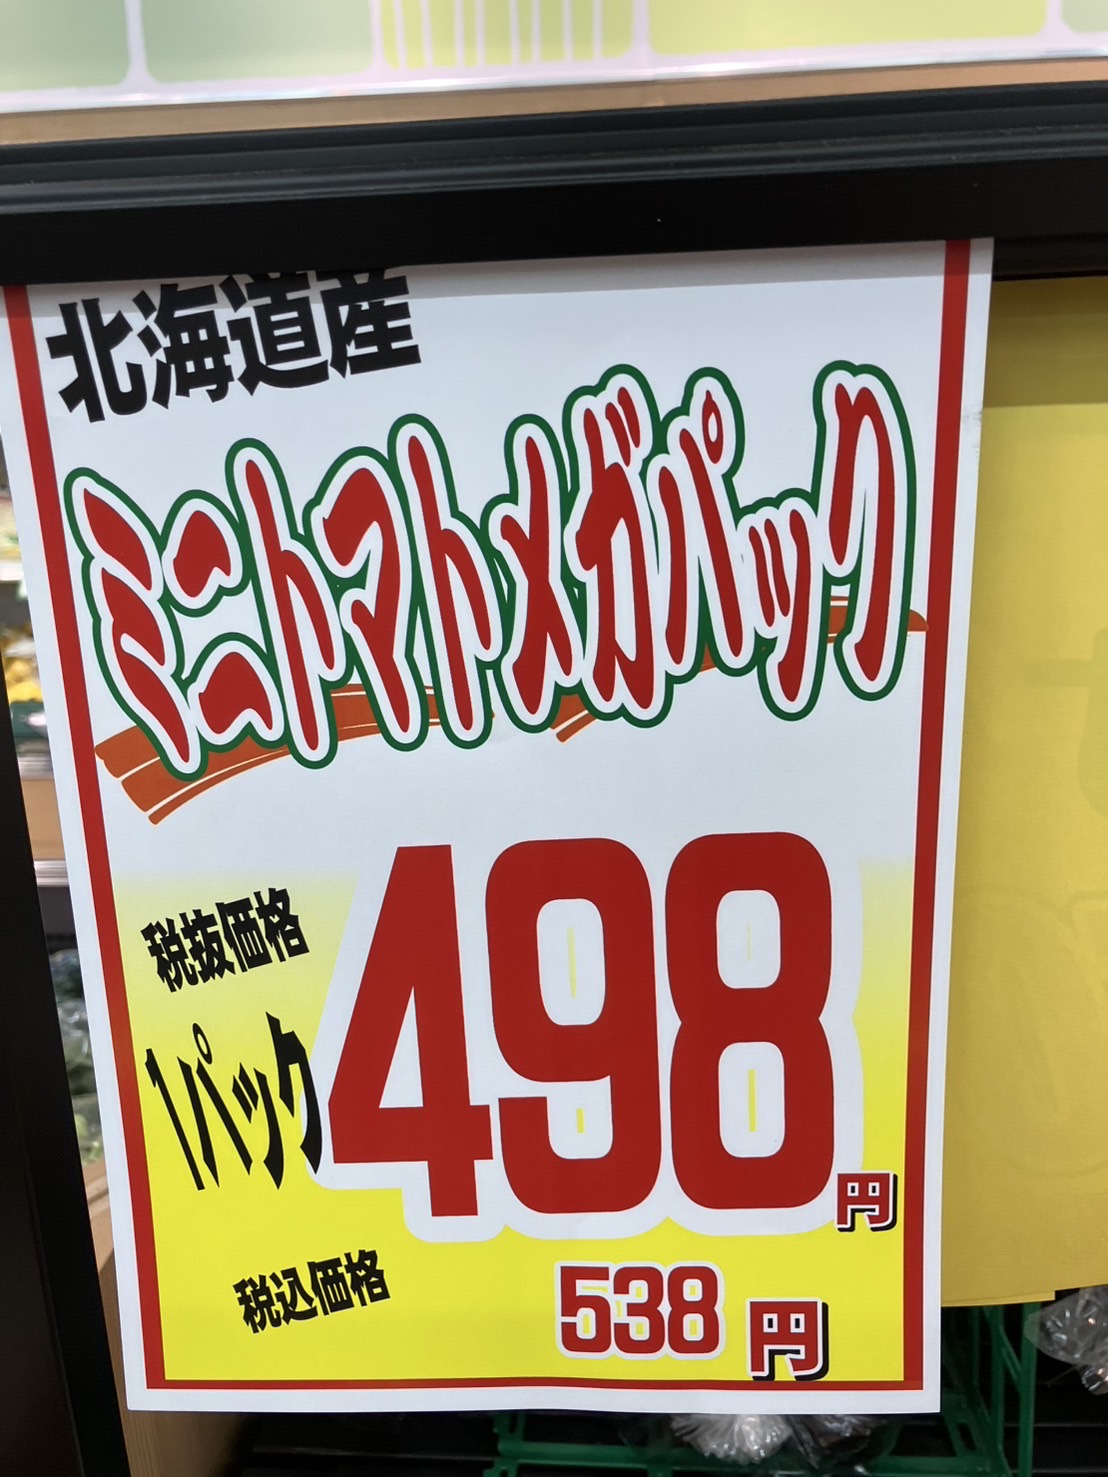 北海道産
ミニトマトメガパック
税抜価格
1パック
498円
税込価格
538円